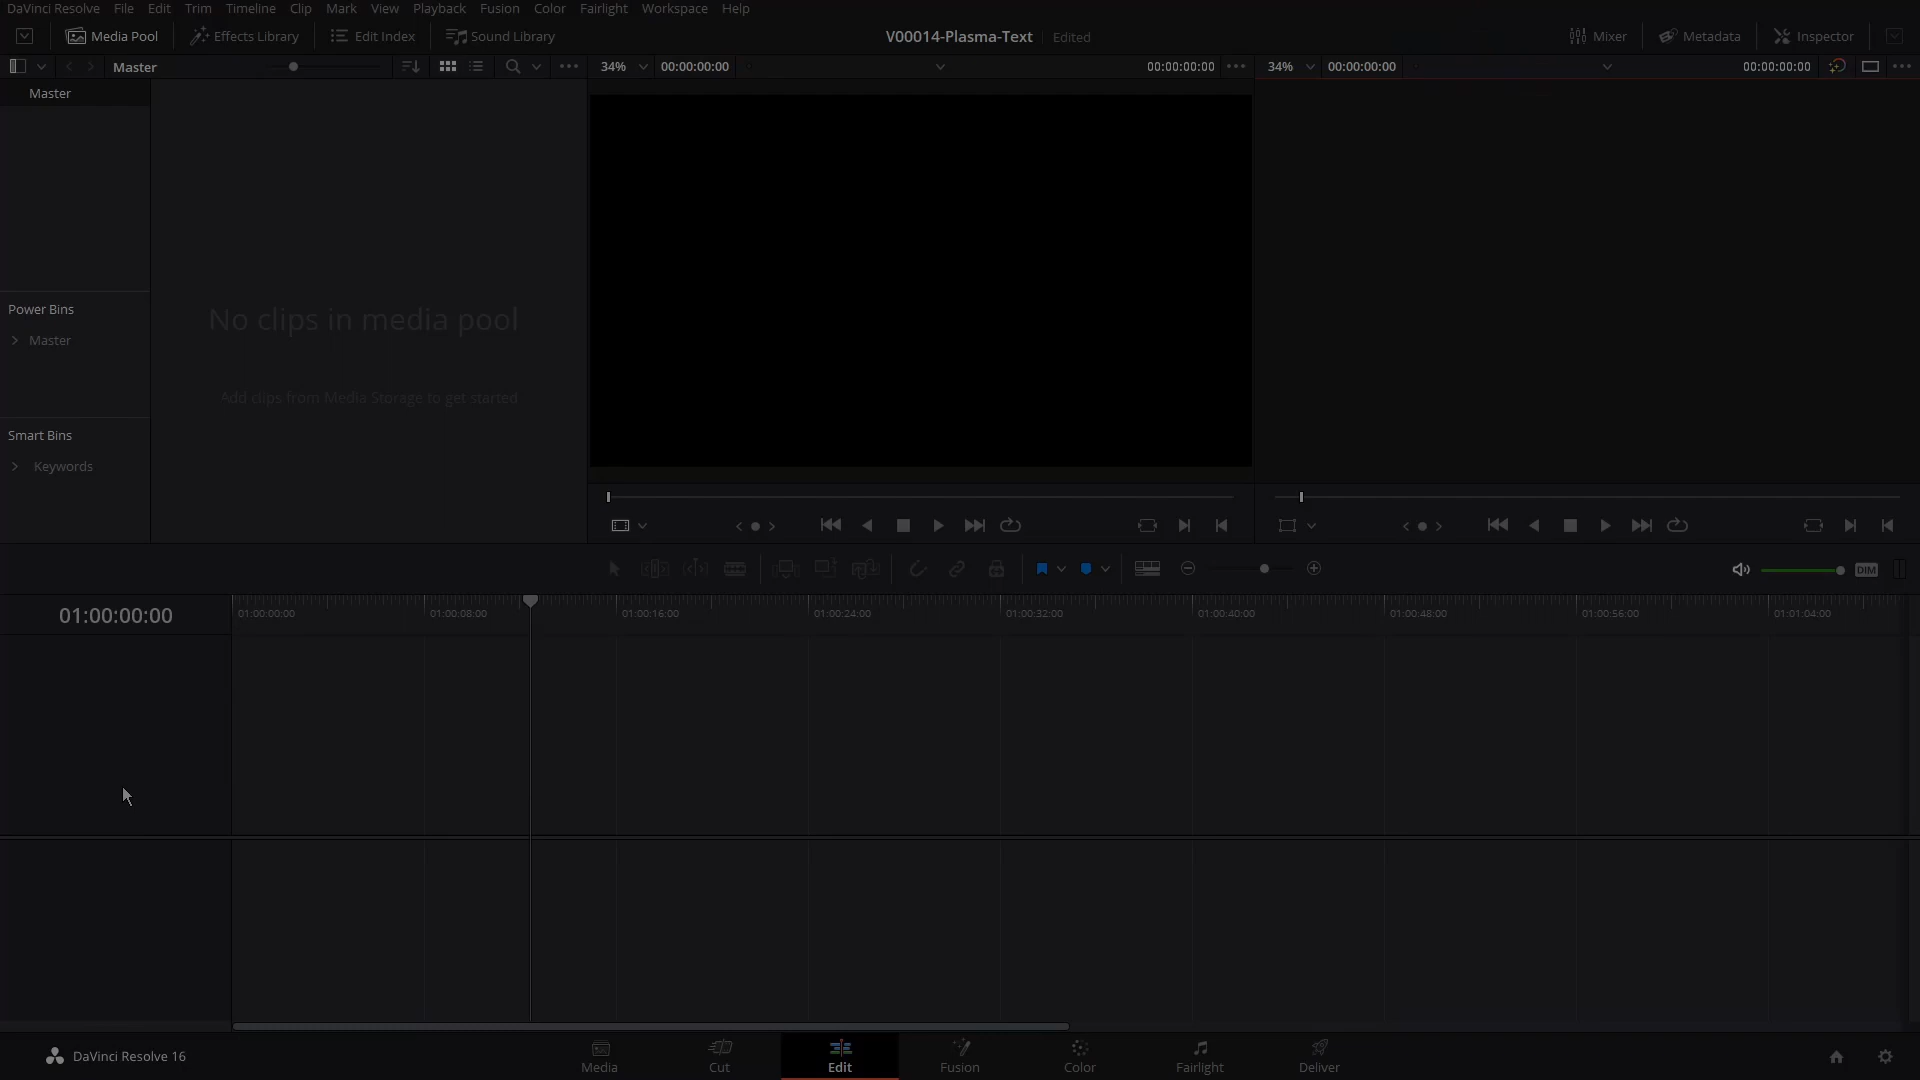 DaVinci Resolve File Edit Trim Timeline Clip Mark View Playback Fusion Color Fairlight Workspace Help
Media Pool Effects Library Edit Index Sound Library V00014-Plasma-Text Edited Mixer Metadata Inspector
Master 34% 00:00:00:00 00:00:00:00 34% 00:00:00:00 00:00:00:00
Master
Power Bins
Master
Smart Bins
Keywords
No clips in media pool
Add clips from Media Storage to get started
DIM
01:00:00:00 01:00:00:00 01:00:08:00 01:00:16:00 01:00:24:00 01:00:32:00 01:00:40:00 01:00:48:00 01:00:56:00 01:01:04:00
DaVinci Resolve 16 Media Cut Edit Fusion Color Fairlight Deliver